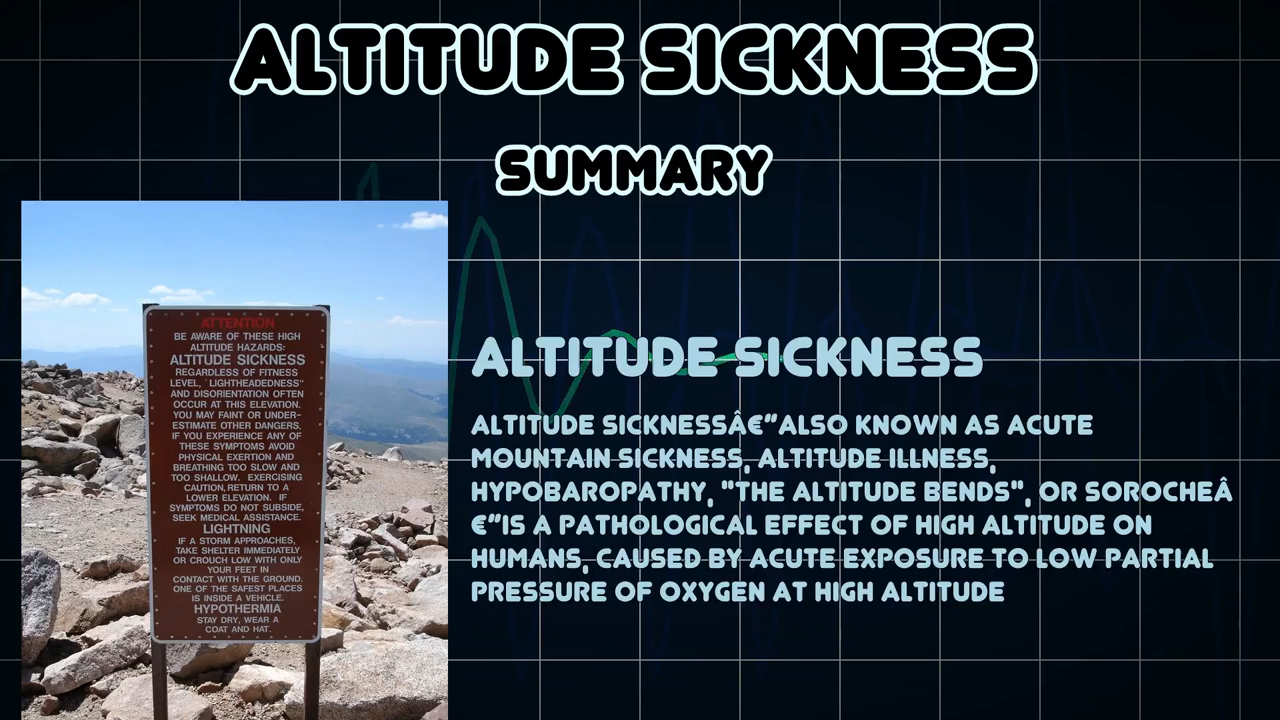 ALTITUDE SICKNESS
SUMMARY
ATTENTION
BE AWARE OF THESE HIGH
ALTITUDE HAZARDS:
ALTITUDE SICKNESS
REGARDLESS OF FITNESS
LEVEL, "LIGHTHEADEDNESS"
AND DISORIENTATION OFTEN
OCCUR AT THIS ELEVATION.
YOU MAY FAINT OR UNDER-
ESTIMATE OTHER DANGERS.
IF YOU EXPERIENCE ANY OF
THESE SYMPTOMS AVOID
PHYSICAL EXERTION AND
BREATHING TOO SLOW AND
TOO SHALLOW. EXERCISING
CAUTION, RETURN TO A
LOWER ELEVATION. IF
SYMPTOMS DO NOT SUBSIDE,
SEEK MEDICAL ASSISTANCE.
LIGHTNING
IF A STORM APPROACHES,
TAKE SHELTER IMMEDIATELY
OR CROUCH LOW WITH ONLY
YOUR FEET IN
CONTACT WITH THE GROUND.
ONE OF THE SAFEST PLACES
IS INSIDE A VEHICLE.
HYPOTHERMIA
STAY DRY, WEAR A
COAT AND HAT.
ALTITUDE SICKNESS
ALTITUDE SICKNESSÂ€"ALSO KNOWN AS ACUTE
MOUNTAIN SICKNESS, ALTITUDE ILLNESS,
HYPOBAROPATHY, "THE ALTITUDE BENDS", OR SOROCHEÂ
€"IS A PATHOLOGICAL EFFECT OF HIGH ALTITUDE ON
HUMANS, CAUSED BY ACUTE EXPOSURE TO LOW PARTIAL
PRESSURE OF OXYGEN AT HIGH ALTITUDE